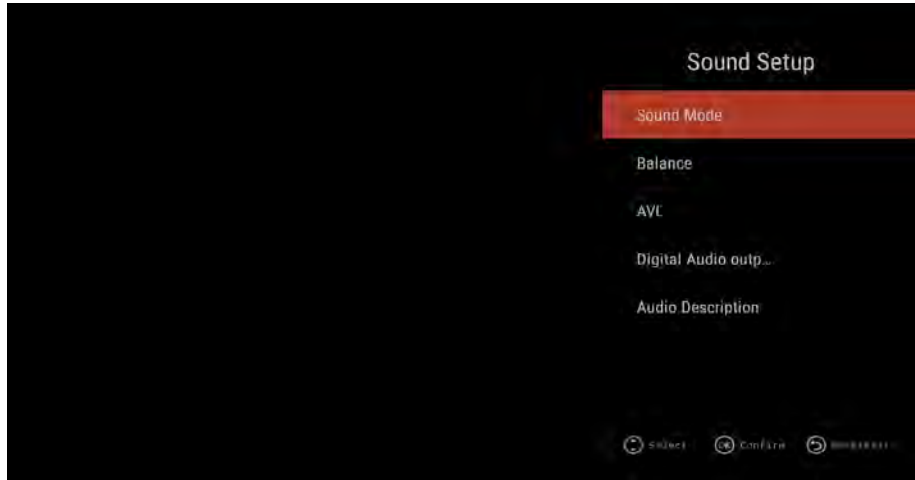 Sound Setup
Sound Mode
Balance
AVC
Digital Audio outp...
Audio Description
Select Confirm